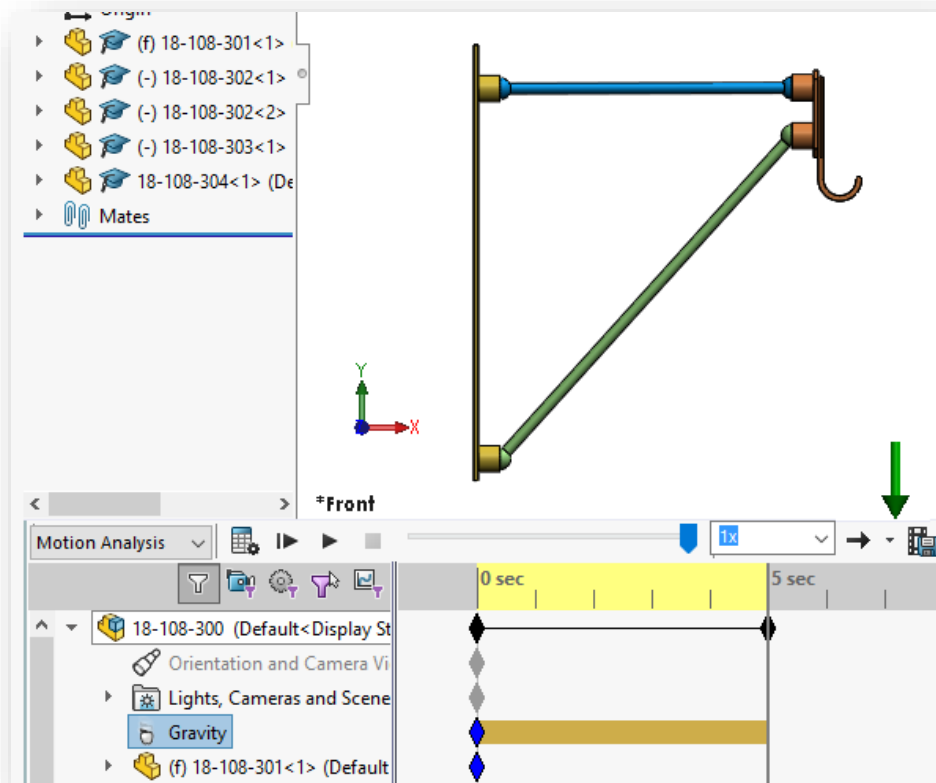 Origin
(f) 18-108-301<1>
(-) 18-108-302<1>
(-) 18-108-302<2>
(-) 18-108-303<1>
18-108-304<1> (De
Mates
Y
X
*Front
Motion Analysis
1x
0 sec
5 sec
18-108-300 (Default<Display St
Orientation and Camera Vi
Lights, Cameras and Scene
Gravity
(f) 18-108-301<1> (Default